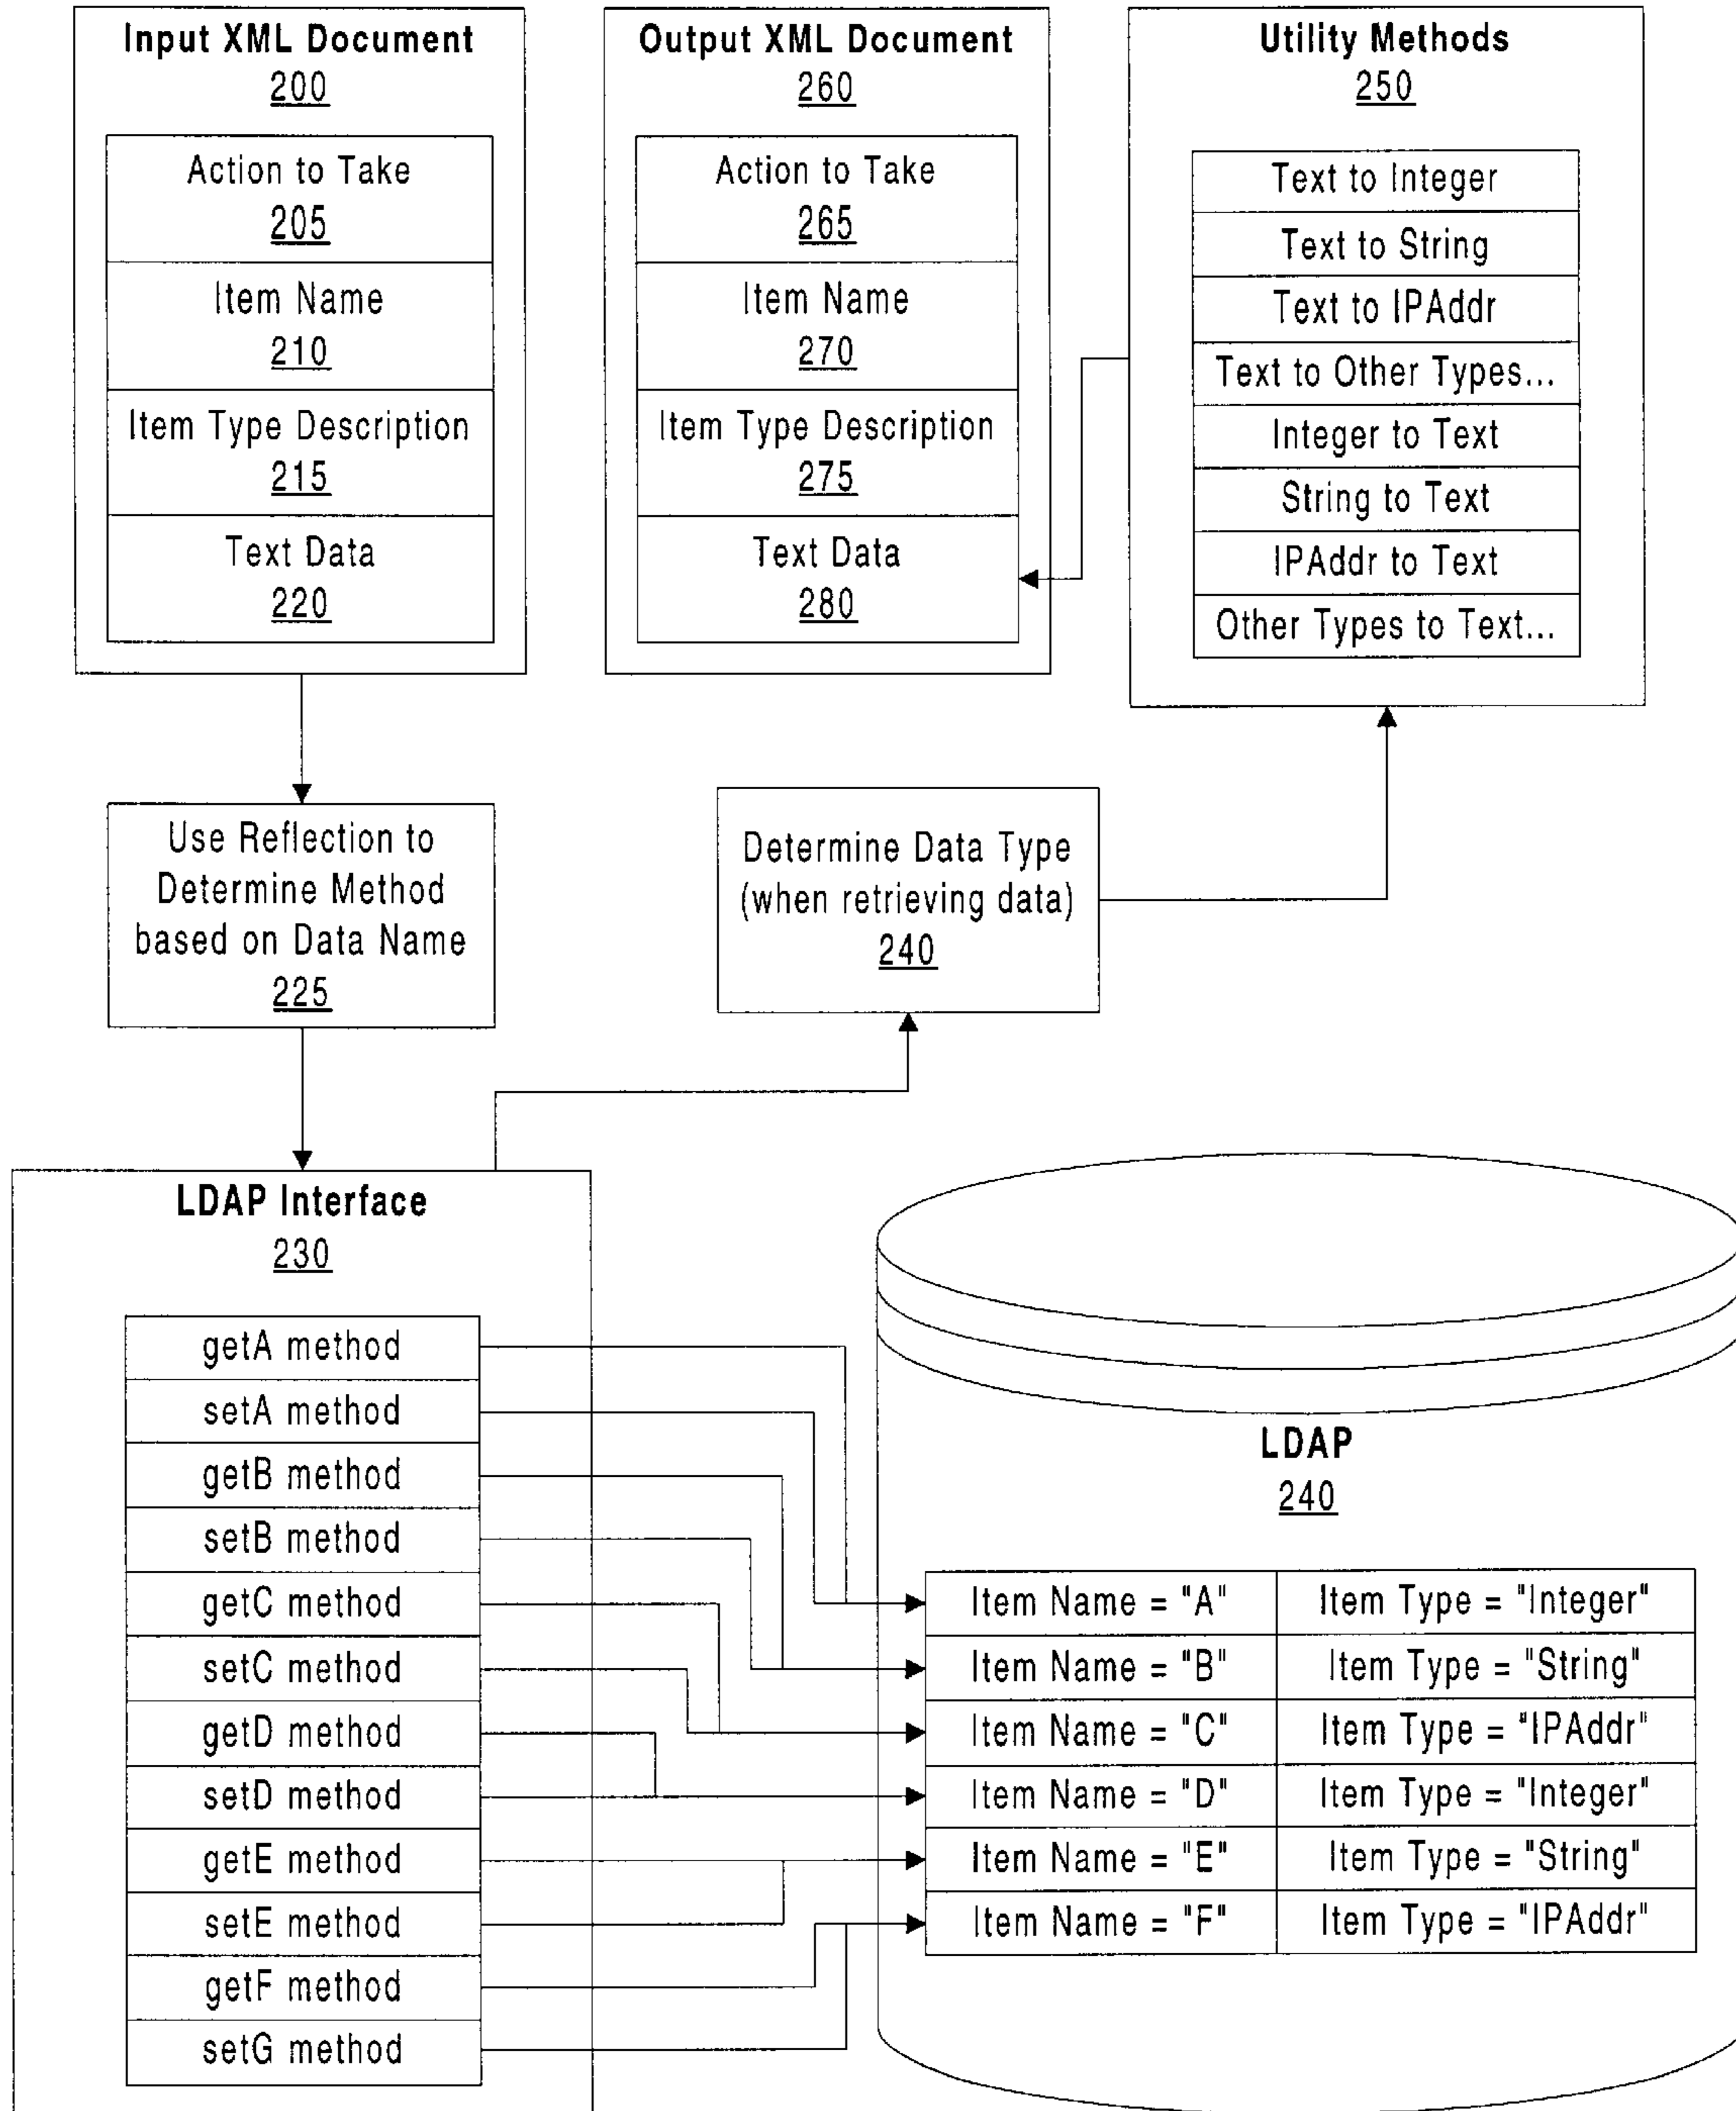 Input XML Document
200
Action to Take
205
Item Name
210
Item Type Description
215
Text Data
220
Output XML Document
260
Action to Take
265
Item Name
270
Item Type Description
275
Text Data
280
Utility Methods
250
Text to Integer
Text to String
Text to IPAddr
Text to Other Types...
Integer to Text
String to Text
IPAddr to Text
Other Types to Text...
Use Reflection to
Determine Method
based on Data Name
225
Determine Data Type
(when retrieving data)
240
LDAP Interface
230
getA method
setA method
getB method
setB method
getC method
setC method
getD method
setD method
getE method
setE method
getF method
setG method
LDAP
240
Item Name = "A" Item Type = "Integer"
Item Name = "B" Item Type = "String"
Item Name = "C" Item Type = "IPAddr"
Item Name = "D" Item Type = "Integer"
Item Name = "E" Item Type = "String"
Item Name = "F" Item Type = "IPAddr"